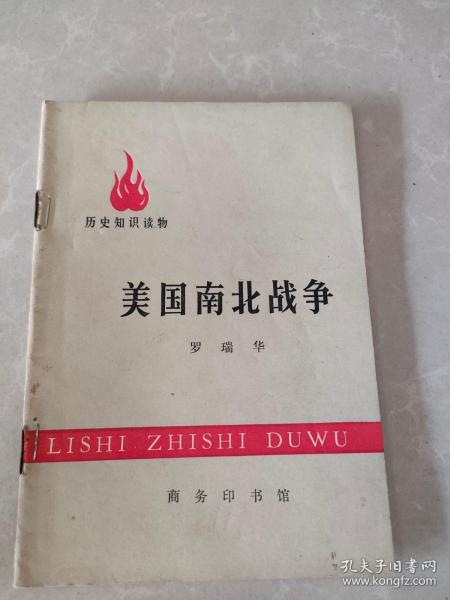 历史知识读物
美国南北战争
罗瑞华
LISHI ZHISHI DUWU
商务印书馆
孔夫子旧书网
www.kongfz.com